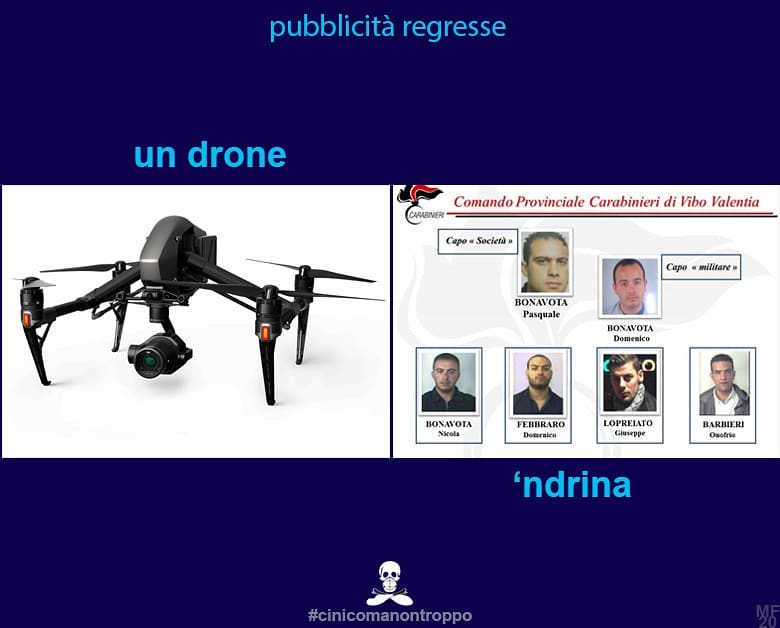 pubblicità regresse
un drone
CARABINIERI
Comando Provinciale Carabinieri di Vibo Valentia
Capo « Società »
Capo « militare »
BONAVOTA
Pasquale
BONAVOTA
Domenico
BONAVOTA
Nicola
FEBBRARO
Domenico
LOPREIATO
Giuseppe
BARBIERI
Onofrio
‘ndrina
#cinicomanontroppo
MF
20